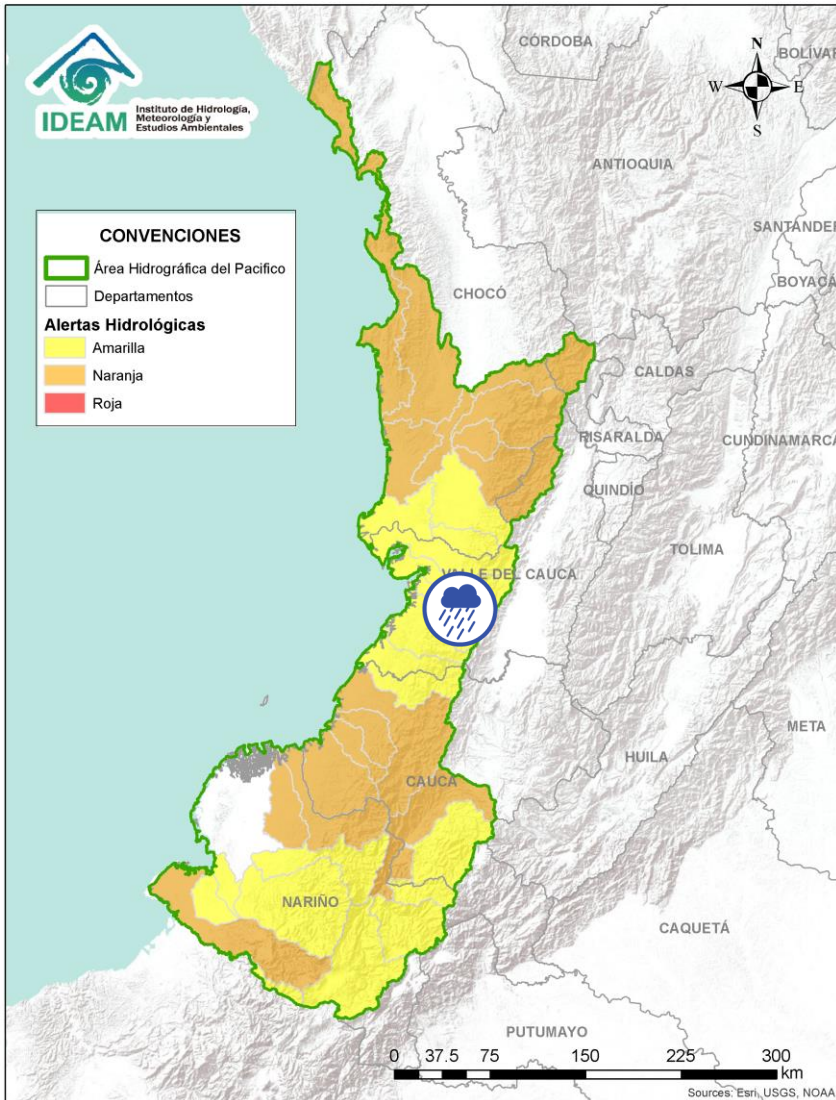 IDEAM
Instituto de Hidrología,
Meteorología y
Estudios Ambientales
CÓRDOBA
BOLÍVAR
N
W
E
S
ANTIOQUIA
CONVENCIONES
Área Hidrográfica del Pacifico
Departamentos
Alertas Hidrológicas
Amarilla
Naranja
Roja
SANTANDER
BOYACÁ
CHOCÓ
CALDAS
RISARALDA
CUNDINAMARCA
QUINDÍO
TOLIMA
VALLE DEL CAUCA
META
HUILA
CAUCA
NARIÑO
CAQUETÁ
PUTUMAYO
0 37.5 75 150 225 300
km
Sources: Esri, USGS, NOAA